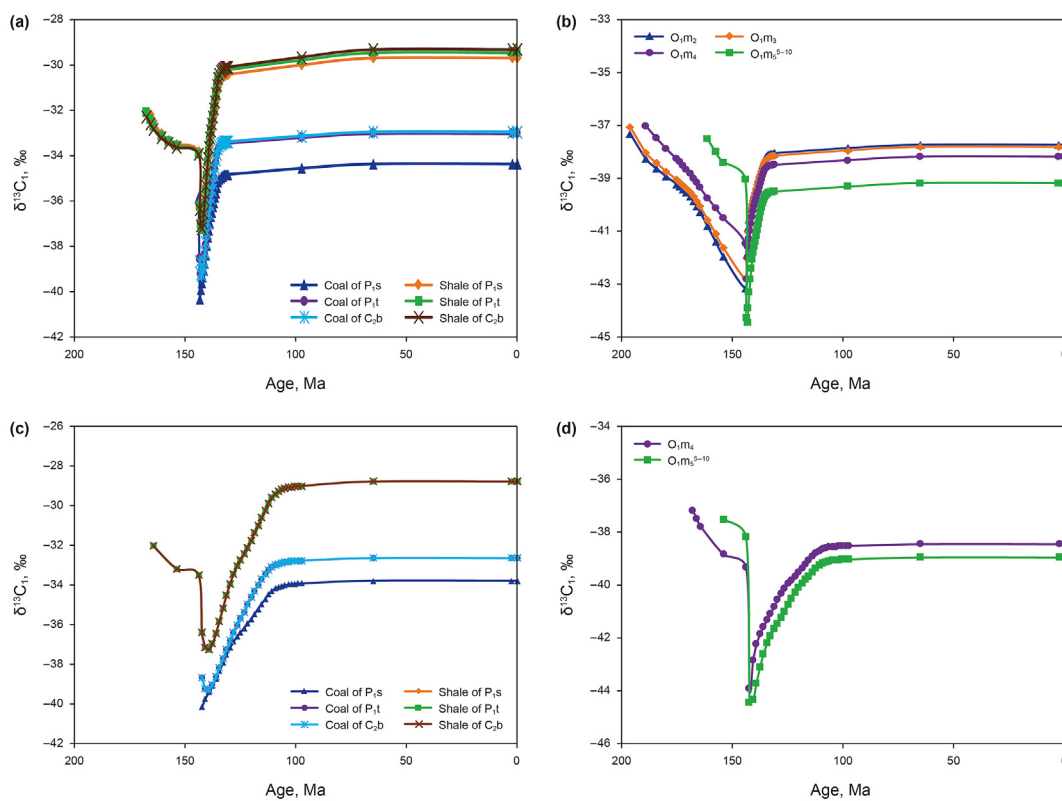 (a)
−28
−30
−32
−34
−36
−38
−40
−42
δ¹³C₁, ‰
200
150
100
50
0
Age, Ma
Coal of P₁s
Shale of P₁s
Coal of P₁t
Shale of P₁t
Coal of C₂b
Shale of C₂b
(b)
−33
−35
−37
−39
−41
−43
−45
δ¹³C₁, ‰
200
150
100
50
0
Age, Ma
O₁m₂
O₁m₃
O₁m₄
O₁m₅⁵⁻¹⁰
(c)
−26
−28
−30
−32
−34
−36
−38
−40
−42
δ¹³C₁, ‰
200
150
100
50
0
Age, Ma
Coal of P₁s
Shale of P₁s
Coal of P₁t
Shale of P₁t
Coal of C₂b
Shale of C₂b
(d)
−34
−36
−38
−40
−42
−44
−46
δ¹³C₁, ‰
200
150
100
50
0
Age, Ma
O₁m₄
O₁m₅⁵⁻¹⁰